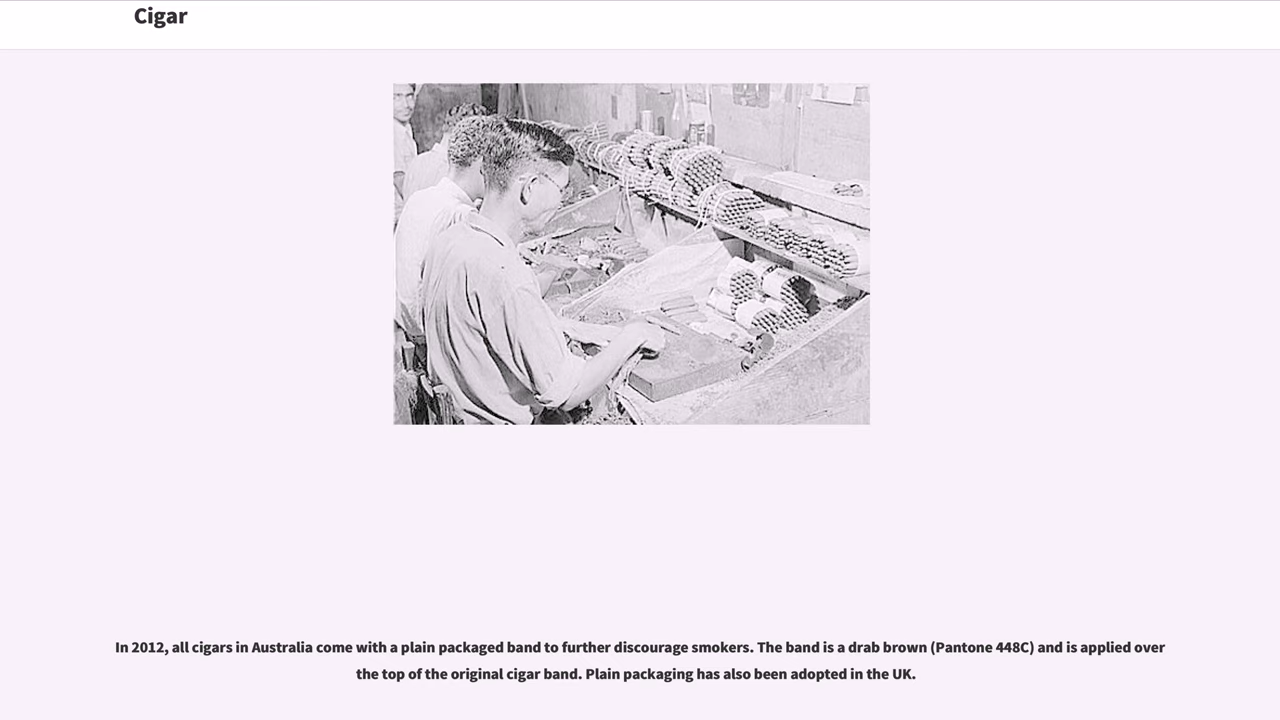 Cigar
In 2012, all cigars in Australia come with a plain packaged band to further discourage smokers. The band is a drab brown (Pantone 448C) and is applied over
the top of the original cigar band. Plain packaging has also been adopted in the UK.